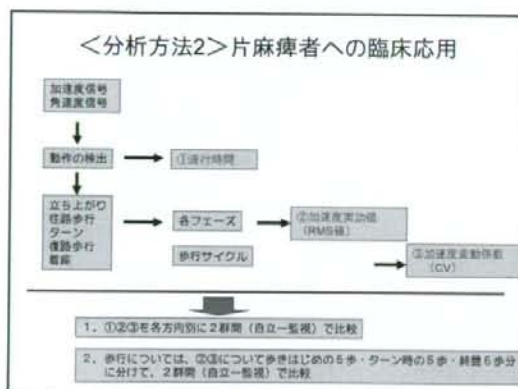 ＜分析方法2＞片麻痺者への臨床応用
加速度信号
角速度信号
動作の検出
①遂行時間
立ち上がり
往路歩行
ターン
復路歩行
着座
各フェーズ
②加速度実効値
（RMS値）
歩行サイクル
③加速度変動係数
（CV）
1．①②③を各方向別に2群間（自立ー監視）で比較
2．歩行については、②③について歩きはじめの5歩・ターン時の5歩・終盤5歩分
に分けて、2群間（自立ー監視）で比較